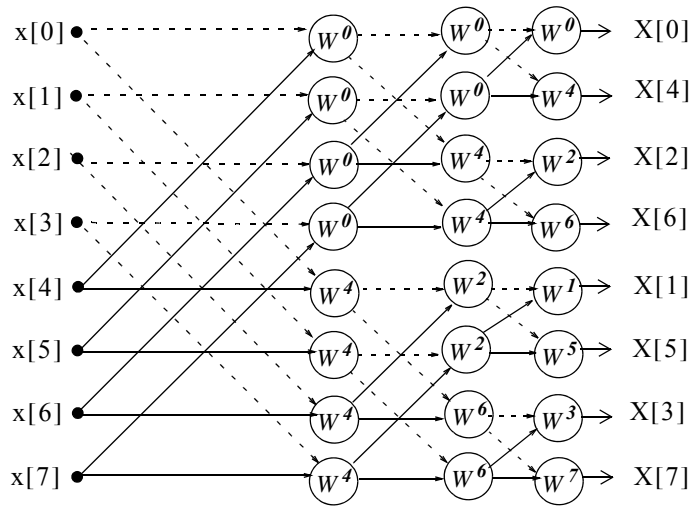 x[0] W⁰ W⁰ W⁰ X[0]
x[1] W⁰ W⁰ W⁴ X[4]
x[2] W⁰ W⁴ W² X[2]
x[3] W⁰ W⁴ W⁶ X[6]
x[4] W⁴ W² W¹ X[1]
x[5] W⁴ W² W⁵ X[5]
x[6] W⁴ W⁶ W³ X[3]
x[7] W⁴ W⁶ W⁷ X[7]